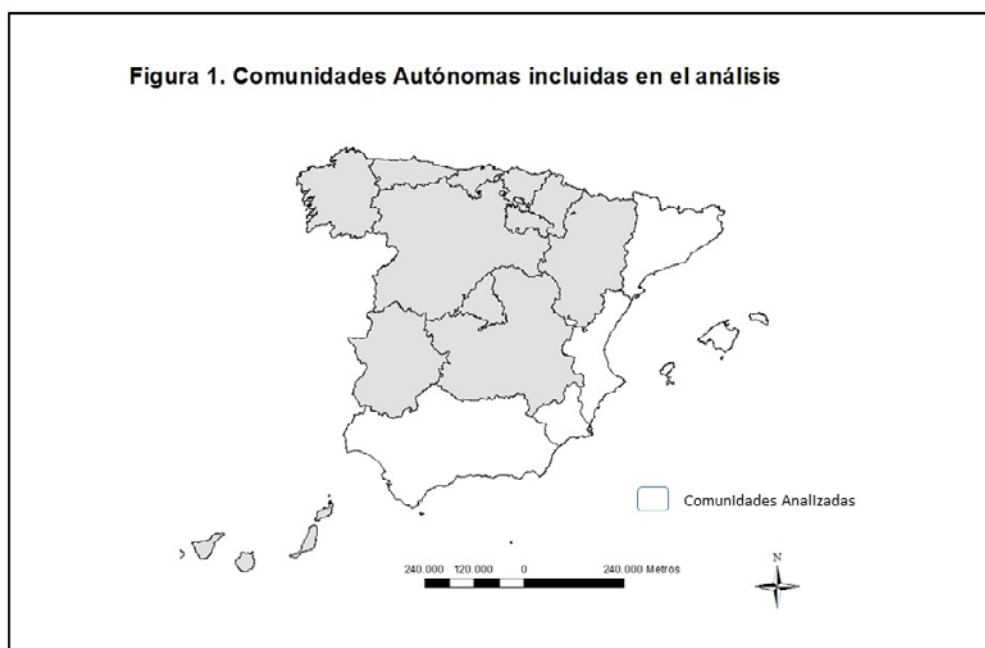 Figura 1. Comunidades Autónomas incluidas en el análisis
Comunidades Analizadas
240.000 120.000 0 240.000 Metros
N